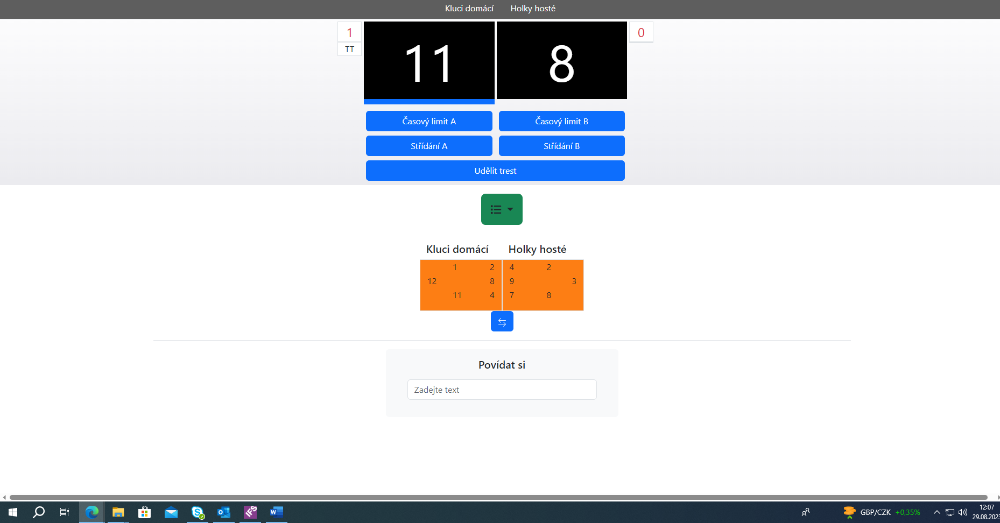 Kluci domácí Holky hosté
1 11 8 0
TT
Časový limit A Časový limit B
Střídání A Střídání B
Udělit trest
Kluci domácí Holky hosté
1 2 4 2
12 8 9 3
11 4 7 8
Povídat si
Zadejte text
GBP/CZK +0,35%
12:07
29.08.2023